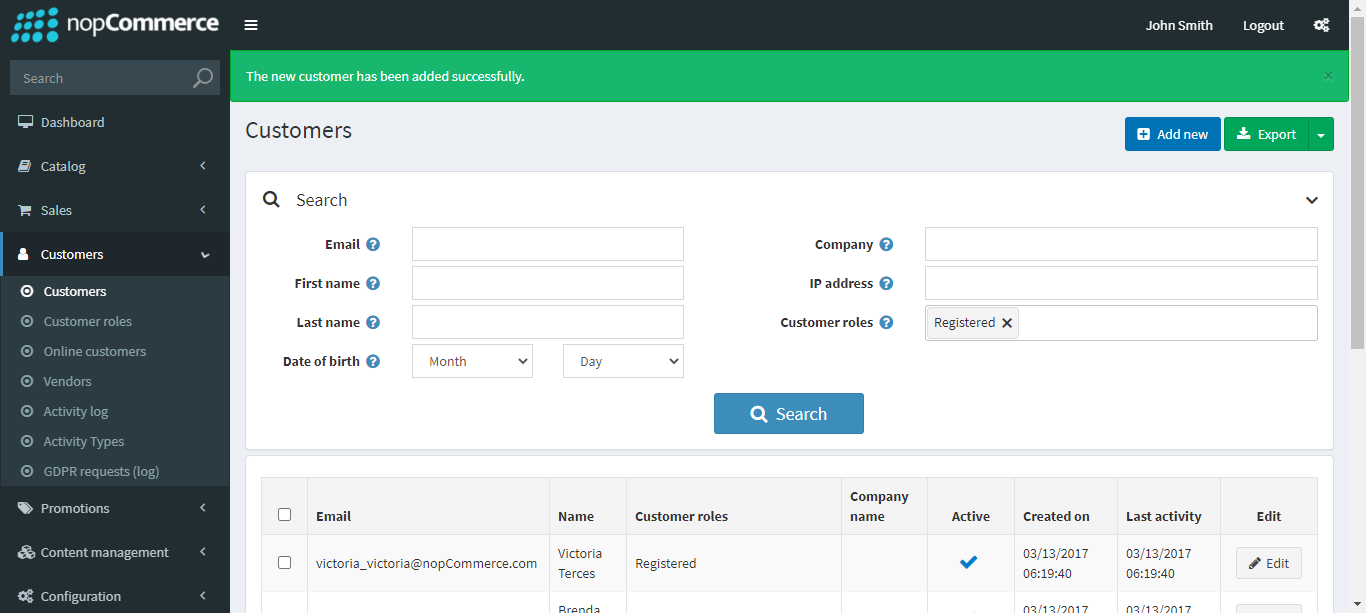 nopCommerce
John Smith
Logout
Search
The new customer has been added successfully.
×
Dashboard
Catalog
Sales
Customers
Customers
Customer roles
Online customers
Vendors
Activity log
Activity Types
GDPR requests (log)
Promotions
Content management
Configuration
Customers
Add new
Export
Search
Email ?
Company ?
First name ?
IP address ?
Last name ?
Customer roles ?
Registered ×
Date of birth ?
Month
Day
Search
Email
Name
Customer roles
Company
name
Active
Created on
Last activity
Edit
victoria_victoria@nopCommerce.com
Victoria
Terces
Registered
03/13/2017
06:19:40
03/13/2017
06:19:40
Edit
Brenda
03/13/2017
03/13/2017